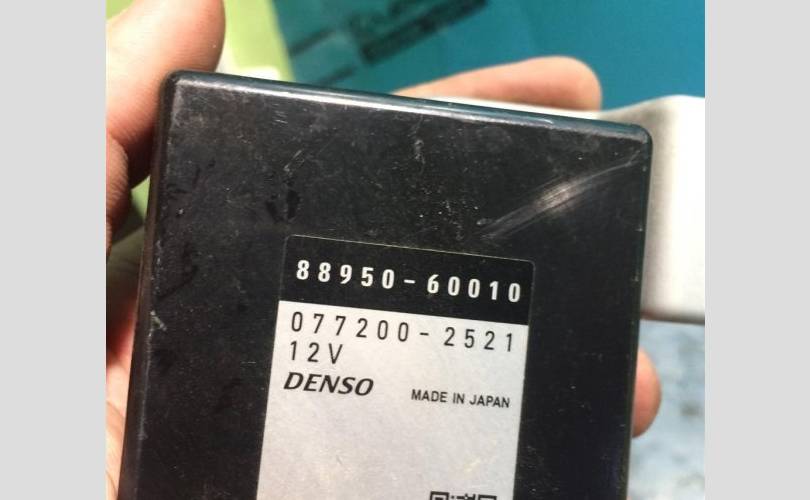 88950-60010
077200-2521
12V
DENSO
MADE IN JAPAN